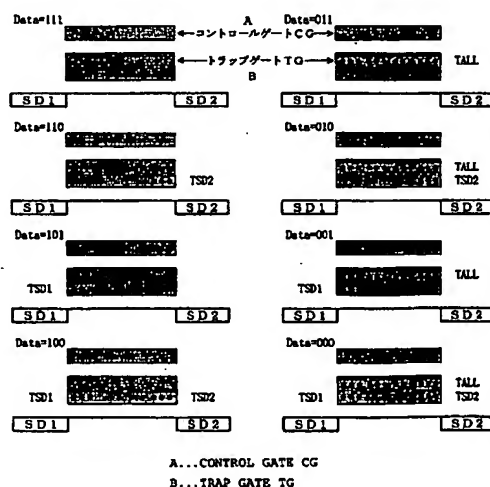 Data=111
A
Data=011
コントロールゲートCG
トラップゲートTG
TALL
B
SD1
SD2
SD1
SD2
Data=110
Data=010
TALL
TSD2
TSD2
SD1
SD2
SD1
SD2
Data=101
Data=001
TSD1
TSD1
TALL
SD1
SD2
SD1
SD2
Data=100
Data=000
TSD1
TSD2
TSD1
TALL
TSD2
SD1
SD2
SD1
SD2
A...CONTROL GATE CG
B...TRAP GATE TG